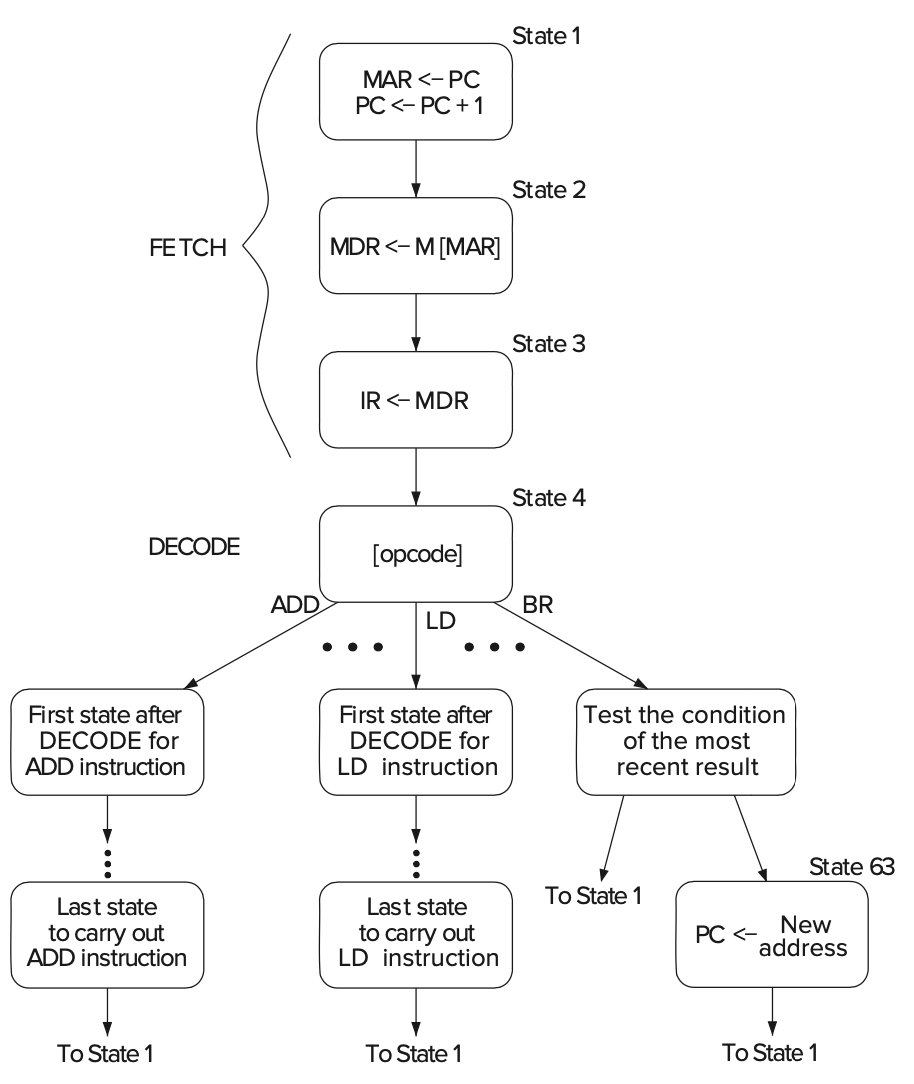 State 1
MAR <– PC
PC <– PC + 1
State 2
FETCH
MDR <– M [MAR]
State 3
IR <– MDR
State 4
DECODE
[opcode]
ADD
LD
BR
First state after
DECODE for
ADD instruction
First state after
DECODE for
LD instruction
Test the condition
of the most
recent result
Last state
to carry out
ADD instruction
Last state
to carry out
LD instruction
To State 1
State 63
PC <– New
address
To State 1
To State 1
To State 1